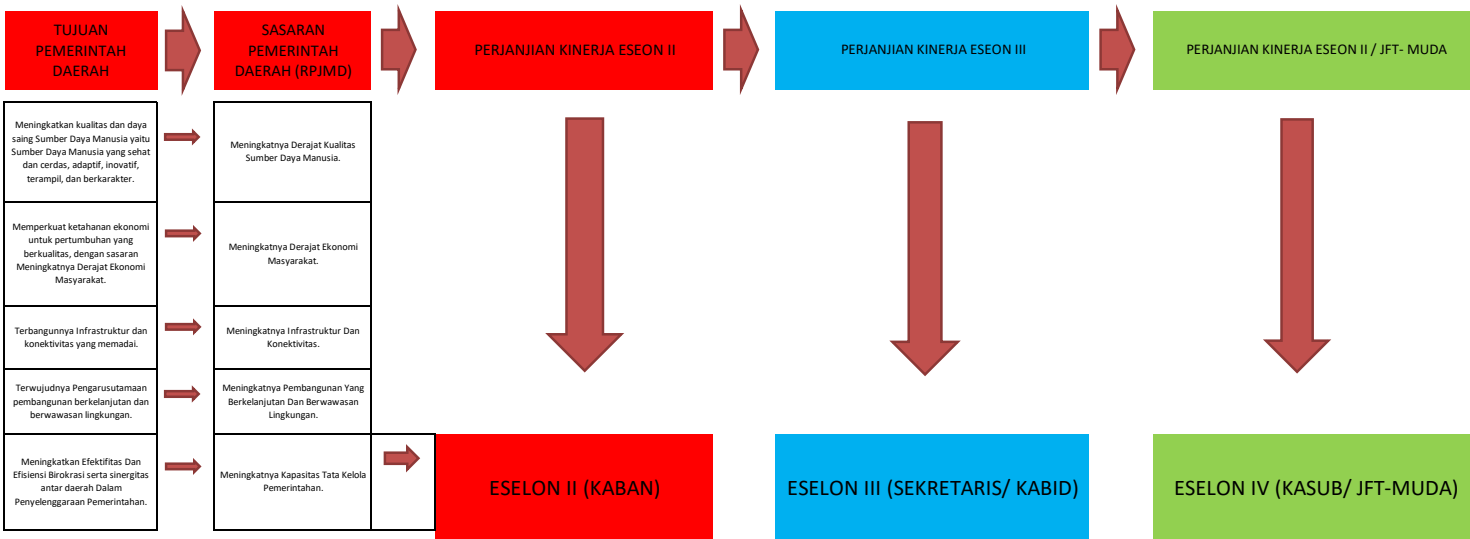 TUJUAN
PEMERINTAH
DAERAH
SASARAN
PEMERINTAH
DAERAH (RPJMD)
PERJANJIAN KINERJA ESEON II
PERJANJIAN KINERJA ESEON III
PERJANJIAN KINERJA ESEON II / JFT- MUDA
Meningkatkan kualitas dan daya
saing Sumber Daya Manusia yaitu
Sumber Daya Manusia yang sehat
dan cerdas, adaptif, inovatif,
terampil, dan berkarakter.
Meningkatnya Derajat Kualitas
Sumber Daya Manusia.
Memperkuat ketahanan ekonomi
untuk pertumbuhan yang
berkualitas, dengan sasaran
Meningkatnya Derajat Ekonomi
Masyarakat.
Meningkatnya Derajat Ekonomi
Masyarakat.
Terbangunnya Infrastruktur dan
konektivitas yang memadai.
Meningkatnya Infrastruktur Dan
Konektivitas.
Terwujudnya Pengarusutamaan
pembangunan berkelanjutan dan
berwawasan lingkungan.
Meningkatnya Pembangunan Yang
Berkelanjutan Dan Berwawasan
Lingkungan.
Meningkatkan Efektifitas Dan
Efisiensi Birokrasi serta sinergitas
antar daerah Dalam
Penyelenggaraan Pemerintahan.
Meningkatnya Kapasitas Tata Kelola
Pemerintahan.
ESELON II (KABAN)
ESELON III (SEKRETARIS/ KABID)
ESELON IV (KASUB/ JFT-MUDA)